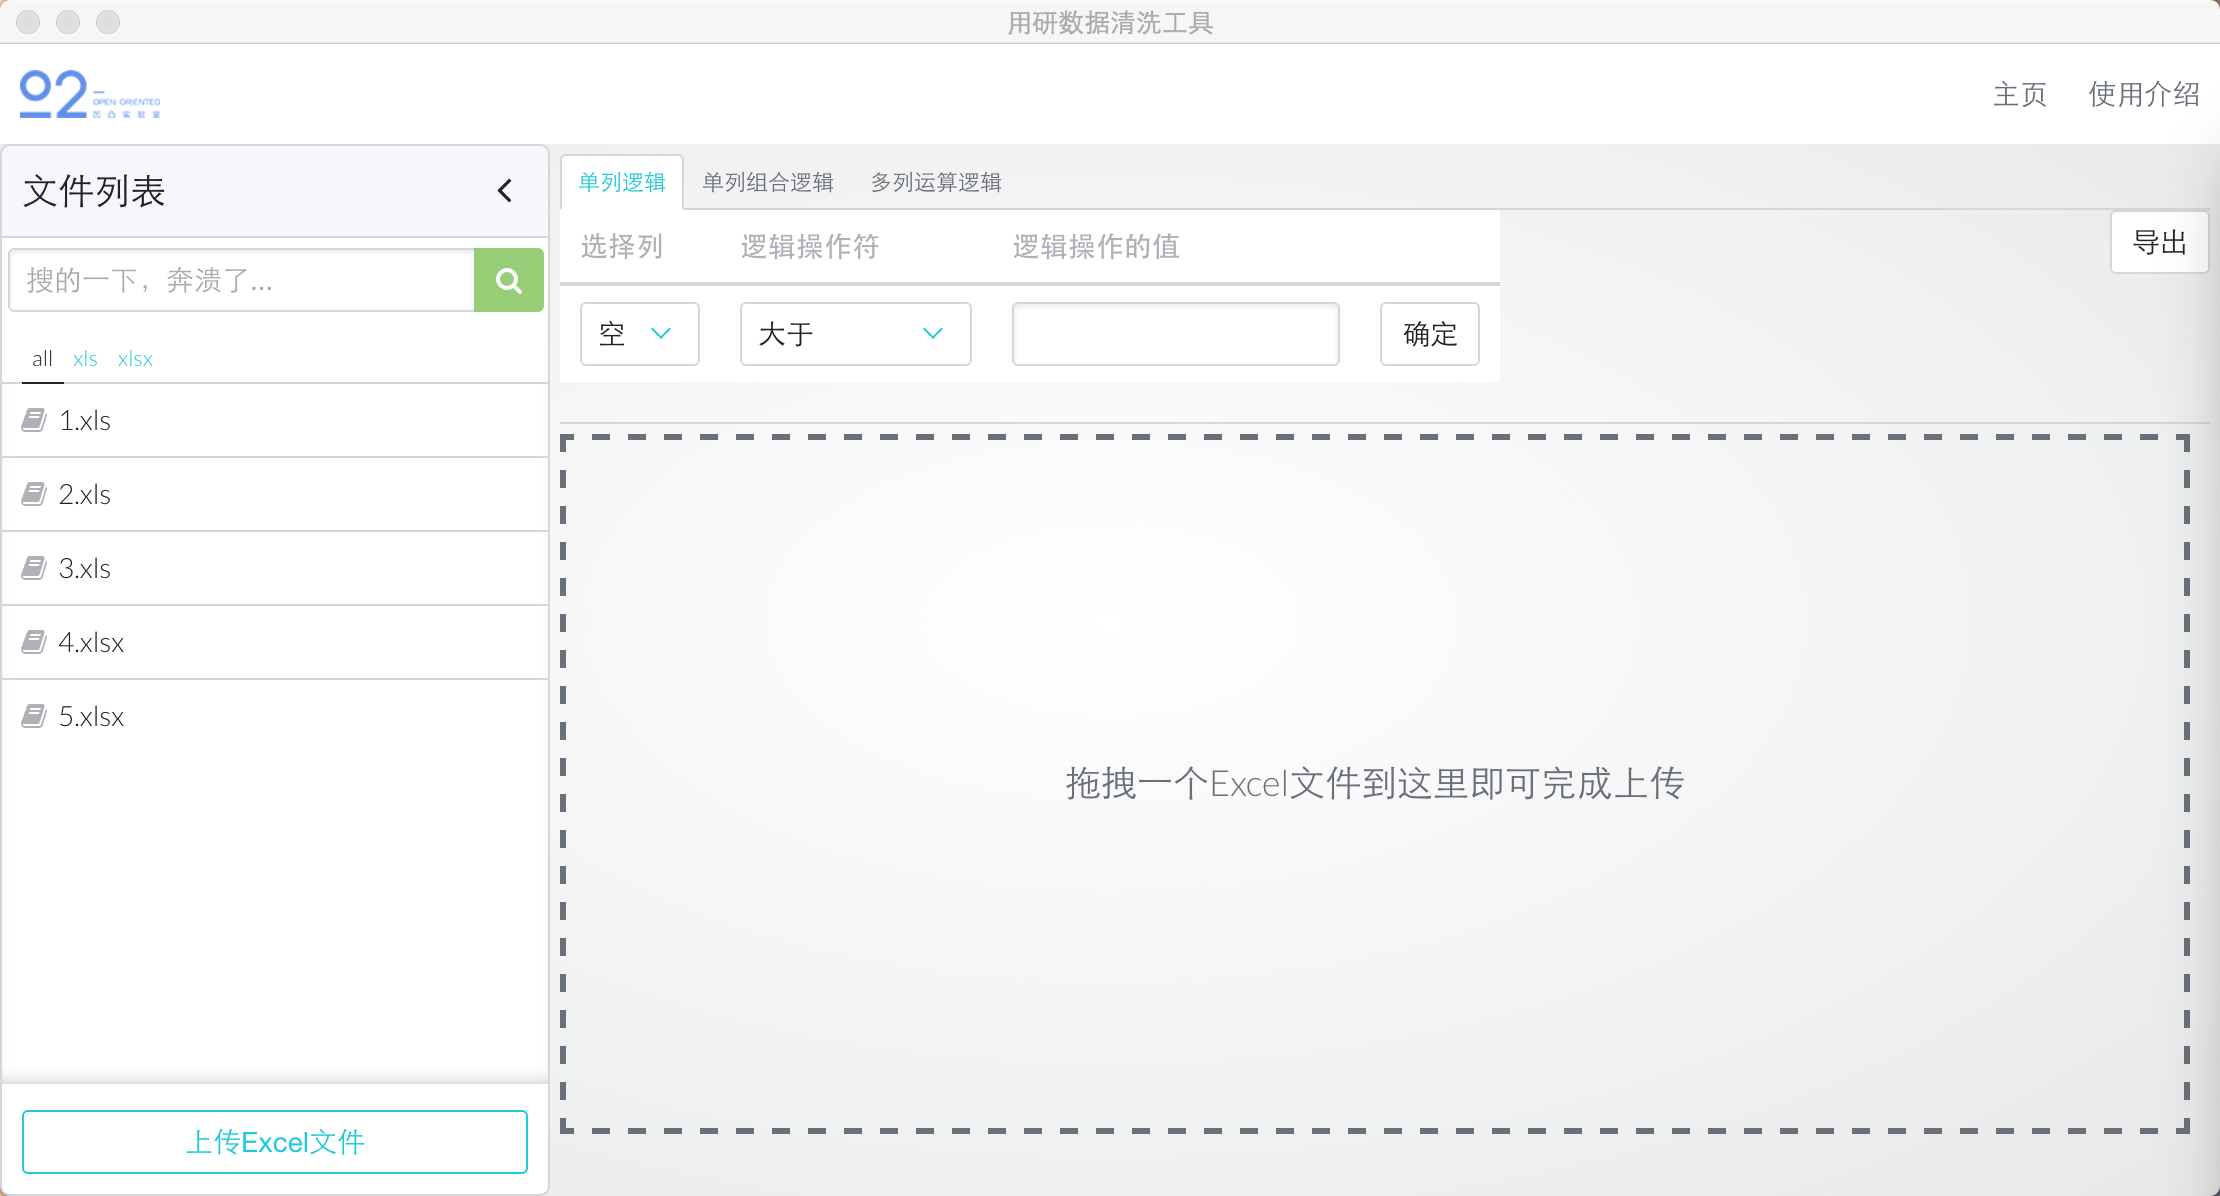 用研数据清洗工具
O2
OPEN ORIENTED
凹凸实验室
主页 使用介绍
文件列表
单列逻辑 单列组合逻辑 多列运算逻辑
选择列 逻辑操作符 逻辑操作的值
导出
搜的一下，奔溃了...
空 大于 确定
all xls xlsx
1.xls
2.xls
3.xls
4.xlsx
5.xlsx
拖拽一个Excel文件到这里即可完成上传
上传Excel文件